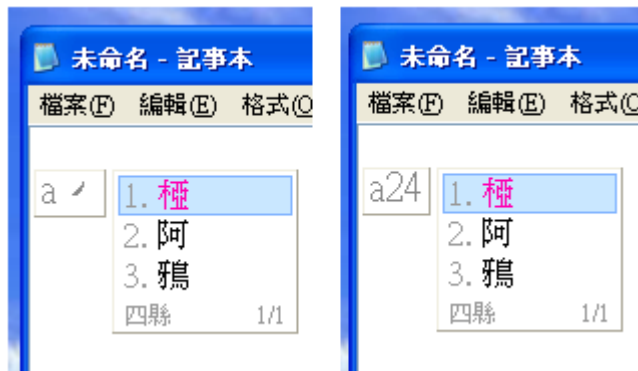 未命名 - 記事本
檔案(F) 編輯(E) 格式(O
a ˊ
1. 椏
2. 阿
3. 鴉
四縣 1/1
未命名 - 記事本
檔案(F) 編輯(E) 格式(O
a24
1. 椏
2. 阿
3. 鴉
四縣 1/1